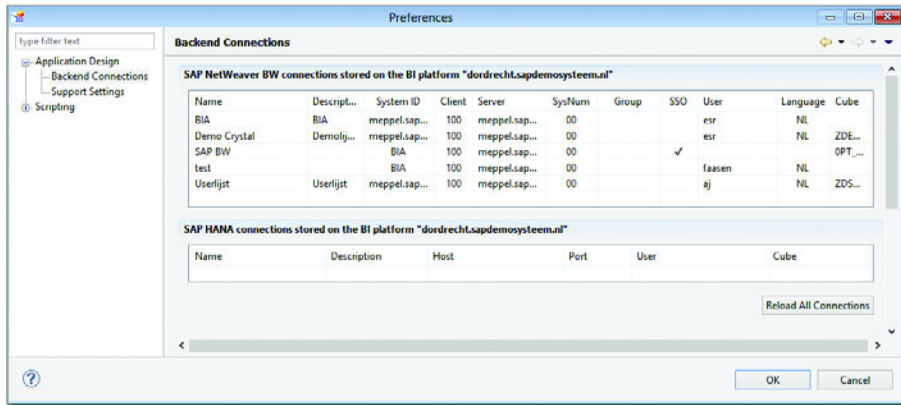 Preferences
type filter text
Application Design
Backend Connections
Support Settings
Scripting
Backend Connections
SAP NetWeaver BW connections stored on the BI platform "dordrecht.sapdemosysteem.nl"
Name Descript... System ID Client Server SysNum Group SSO User Language Cube
BIA BIA meppel.sap... 100 meppel.sap... 00 esr NL
Demo Crystal Demolij... meppel.sap... 100 meppel.sap... 00 esr NL ZDE...
SAP BW BIA 100 meppel.sap... 00 ✓ 0PT_...
test BIA 100 meppel.sap... 00 faasen NL
Userlijst Userlijst meppel.sap... 100 meppel.sap... 00 aj NL ZDS...
SAP HANA connections stored on the BI platform "dordrecht.sapdemosysteem.nl"
Name Description Host Port User Cube
Reload All Connections
?
OK Cancel